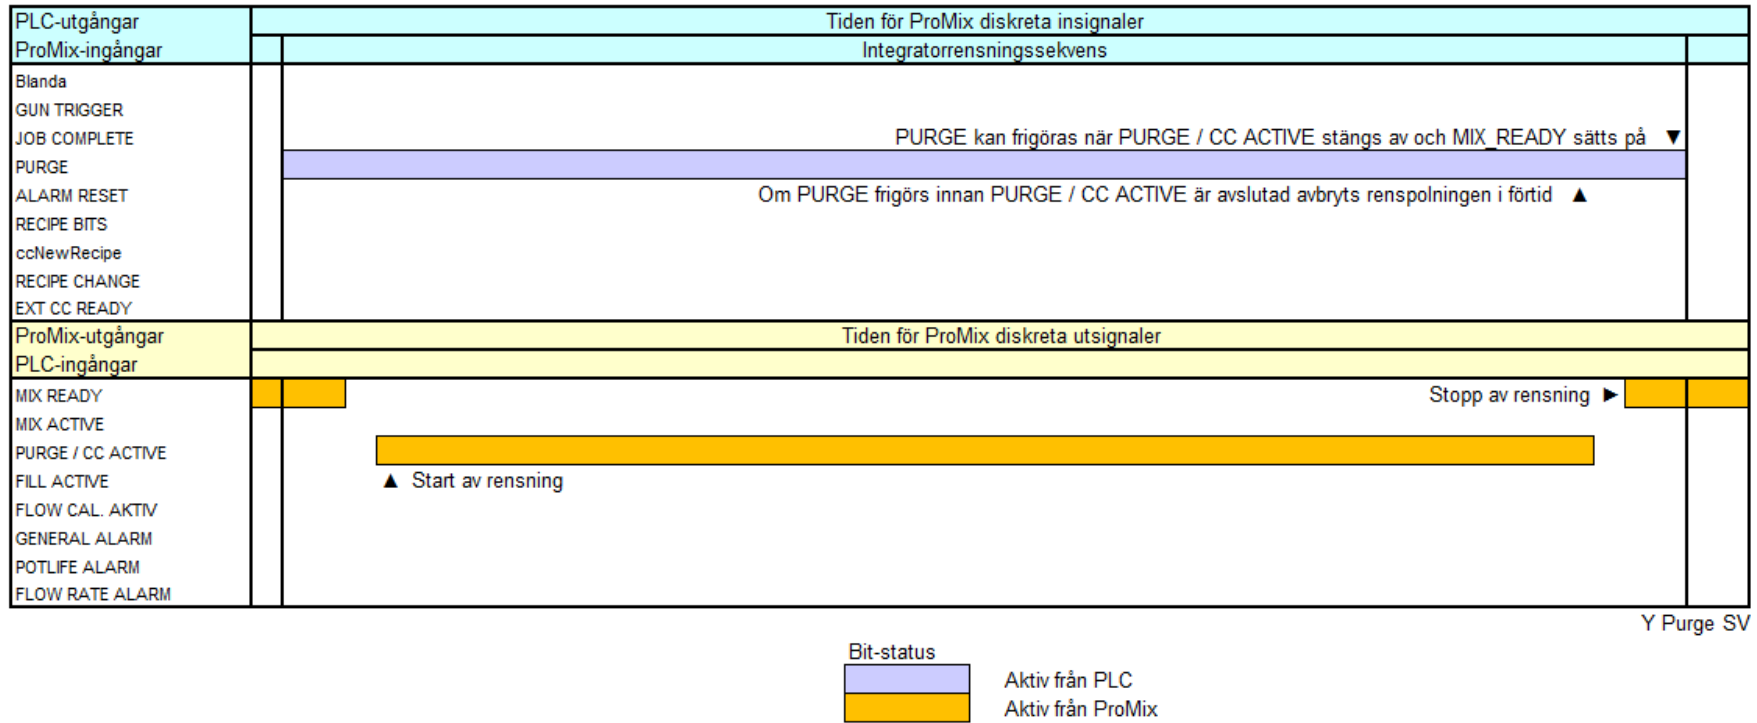 PLC-utgångar
Tiden för ProMix diskreta insignaler
ProMix-ingångar
Integratorrensningssekvens
Blanda
GUN TRIGGER
JOB COMPLETE
PURGE kan frigöras när PURGE / CC ACTIVE stängs av och MIX_READY sätts på ▼
PURGE
ALARM RESET
Om PURGE frigörs innan PURGE / CC ACTIVE är avslutad avbryts renspolningen i förtid ▲
RECIPE BITS
ccNewRecipe
RECIPE CHANGE
EXT CC READY
ProMix-utgångar
Tiden för ProMix diskreta utsignaler
PLC-ingångar
MIX READY
Stopp av rensning ►
MIX ACTIVE
PURGE / CC ACTIVE
FILL ACTIVE
▲ Start av rensning
FLOW CAL. AKTIV
GENERAL ALARM
POTLIFE ALARM
FLOW RATE ALARM
Y Purge SV
Bit-status
Aktiv från PLC
Aktiv från ProMix